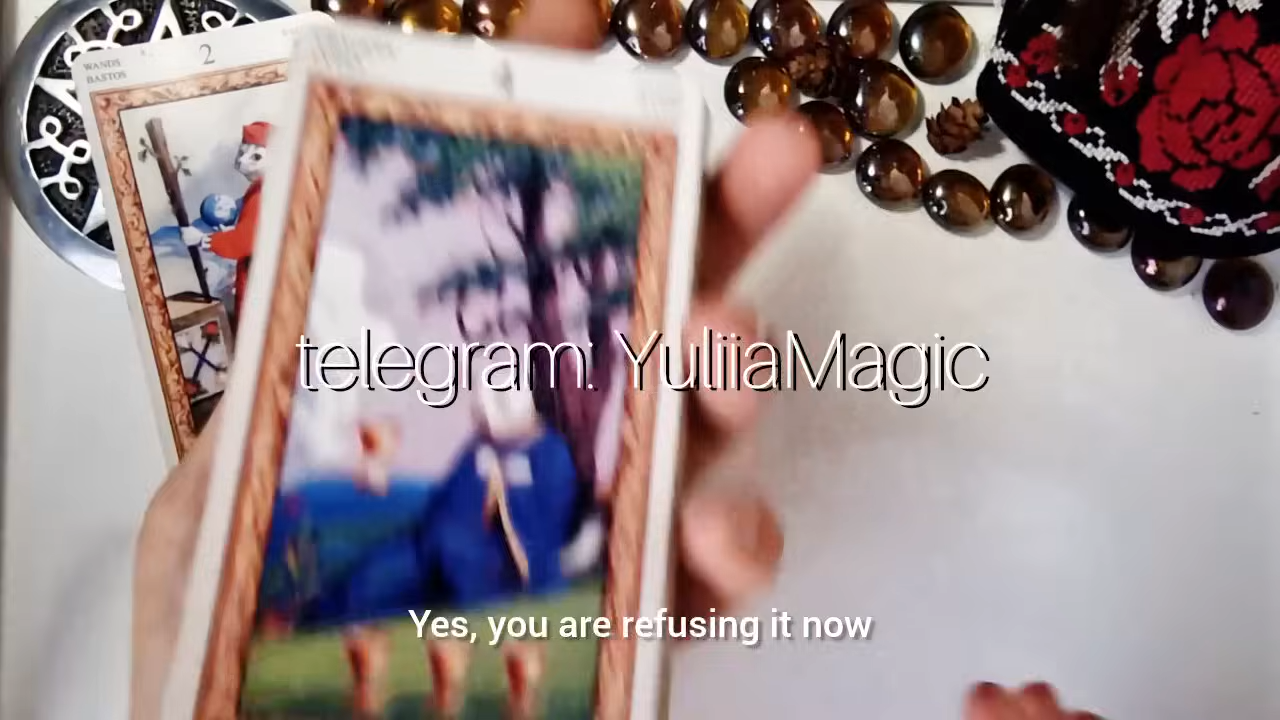 WANDS
BASTOS
2
telegram: YuliiaMagic
Yes, you are refusing it now